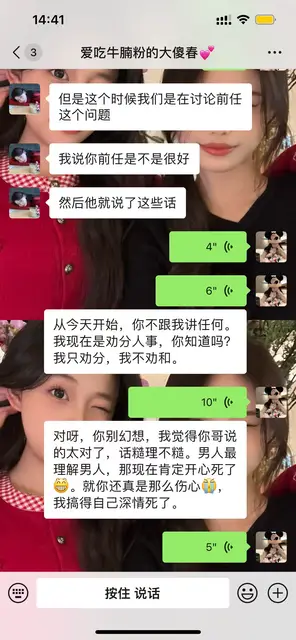 14:41
3
爱吃牛腩粉的大傻春💕
但是这个时候我们是在讨论前任
这个问题
我说你前任是不是很好
然后他就说了这些话
4"
6"
从今天开始，你不跟我讲任何。
我现在是劝分人事，你知道吗？
我只劝分，我不劝和。
10"
对呀，你别幻想，我觉得你哥说
的太对了，话糙理不糙。男人最
理解男人，那现在肯定开心死了
😁。就你还真是那么伤心😭，
我搞得自己深情死了。
5"
按住 说话